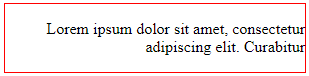 Lorem ipsum dolor sit amet, consectetur
adipiscing elit. Curabitur